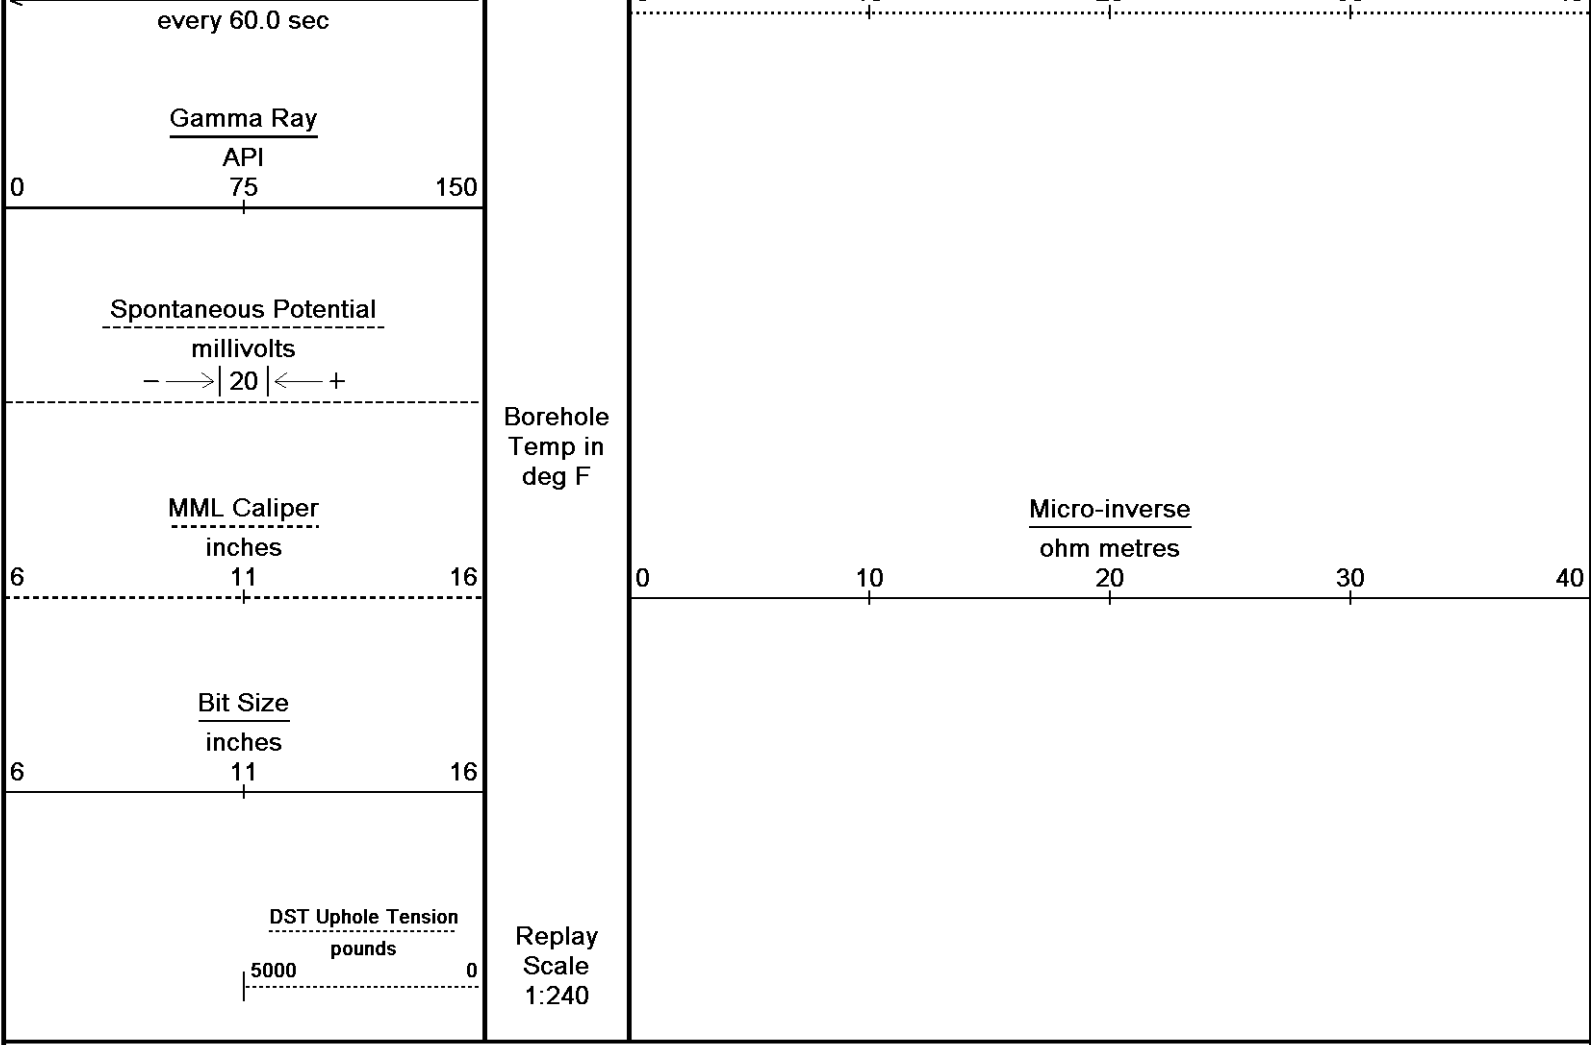 every 60.0 sec
Gamma Ray
API
0 75 150
Spontaneous Potential
millivolts
− 20 +
MML Caliper
inches
6 11 16
Bit Size
inches
6 11 16
DST Uphole Tension
pounds
5000 0
Borehole
Temp in
deg F
Replay
Scale
1:240
Micro-inverse
ohm metres
0 10 20 30 40